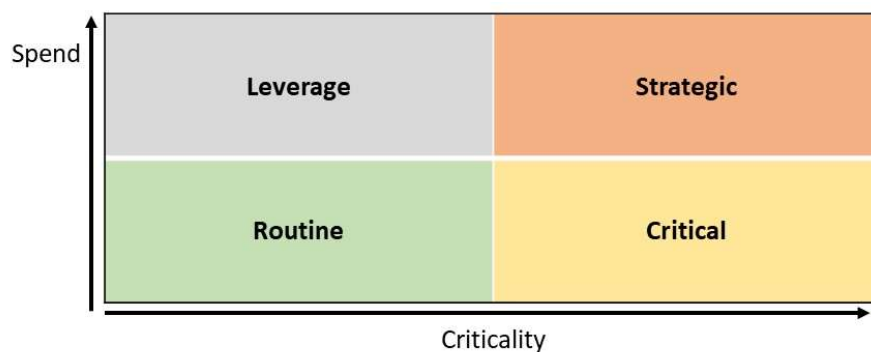 Spend
Leverage
Strategic
Routine
Critical
Criticality